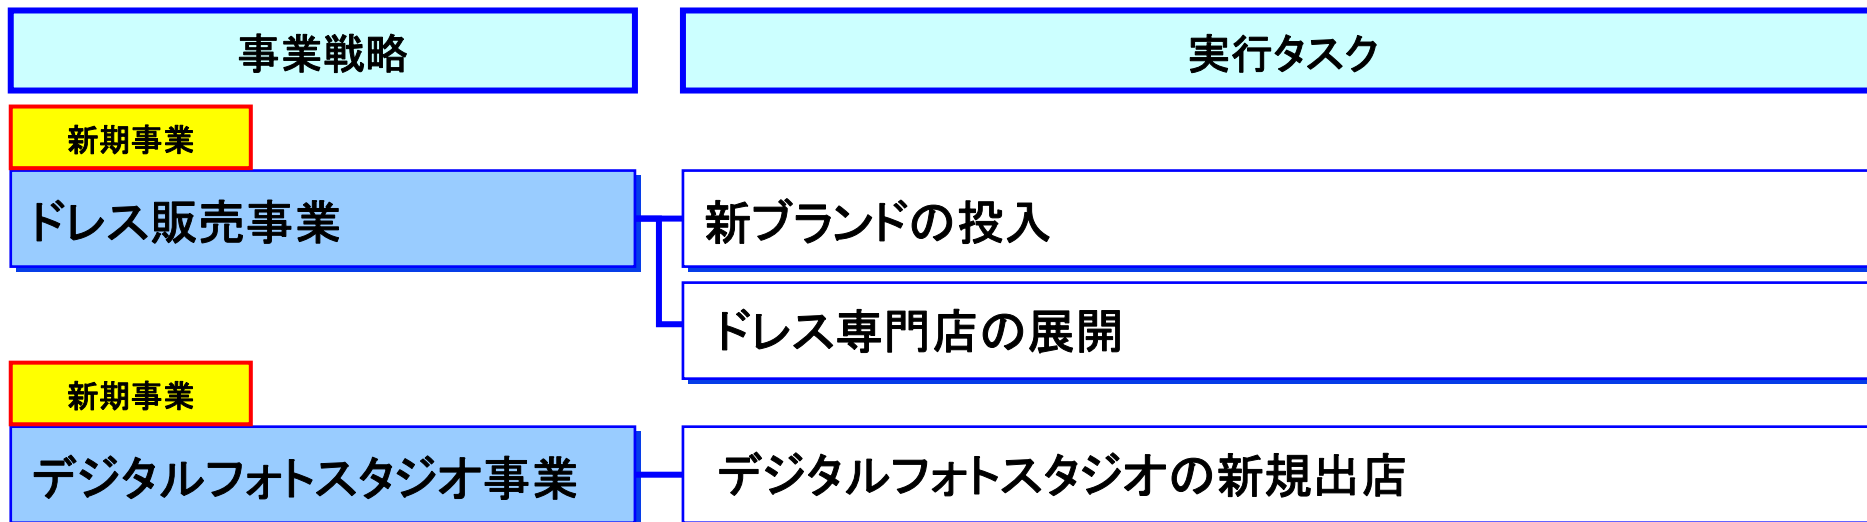 事業戦略
実行タスク
新期事業
ドレス販売事業
新ブランドの投入
ドレス専門店の展開
新期事業
デジタルフォトスタジオ事業
デジタルフォトスタジオの新規出店